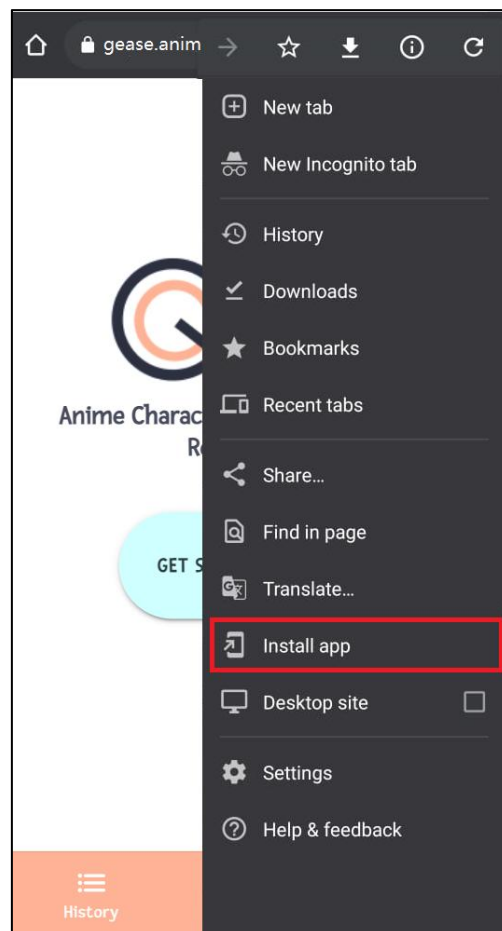 gease.anim
New tab
New Incognito tab
History
Downloads
Bookmarks
Recent tabs
Anime Charac
Share...
Find in page
GET S
Translate...
Install app
Desktop site
Settings
Help & feedback
History